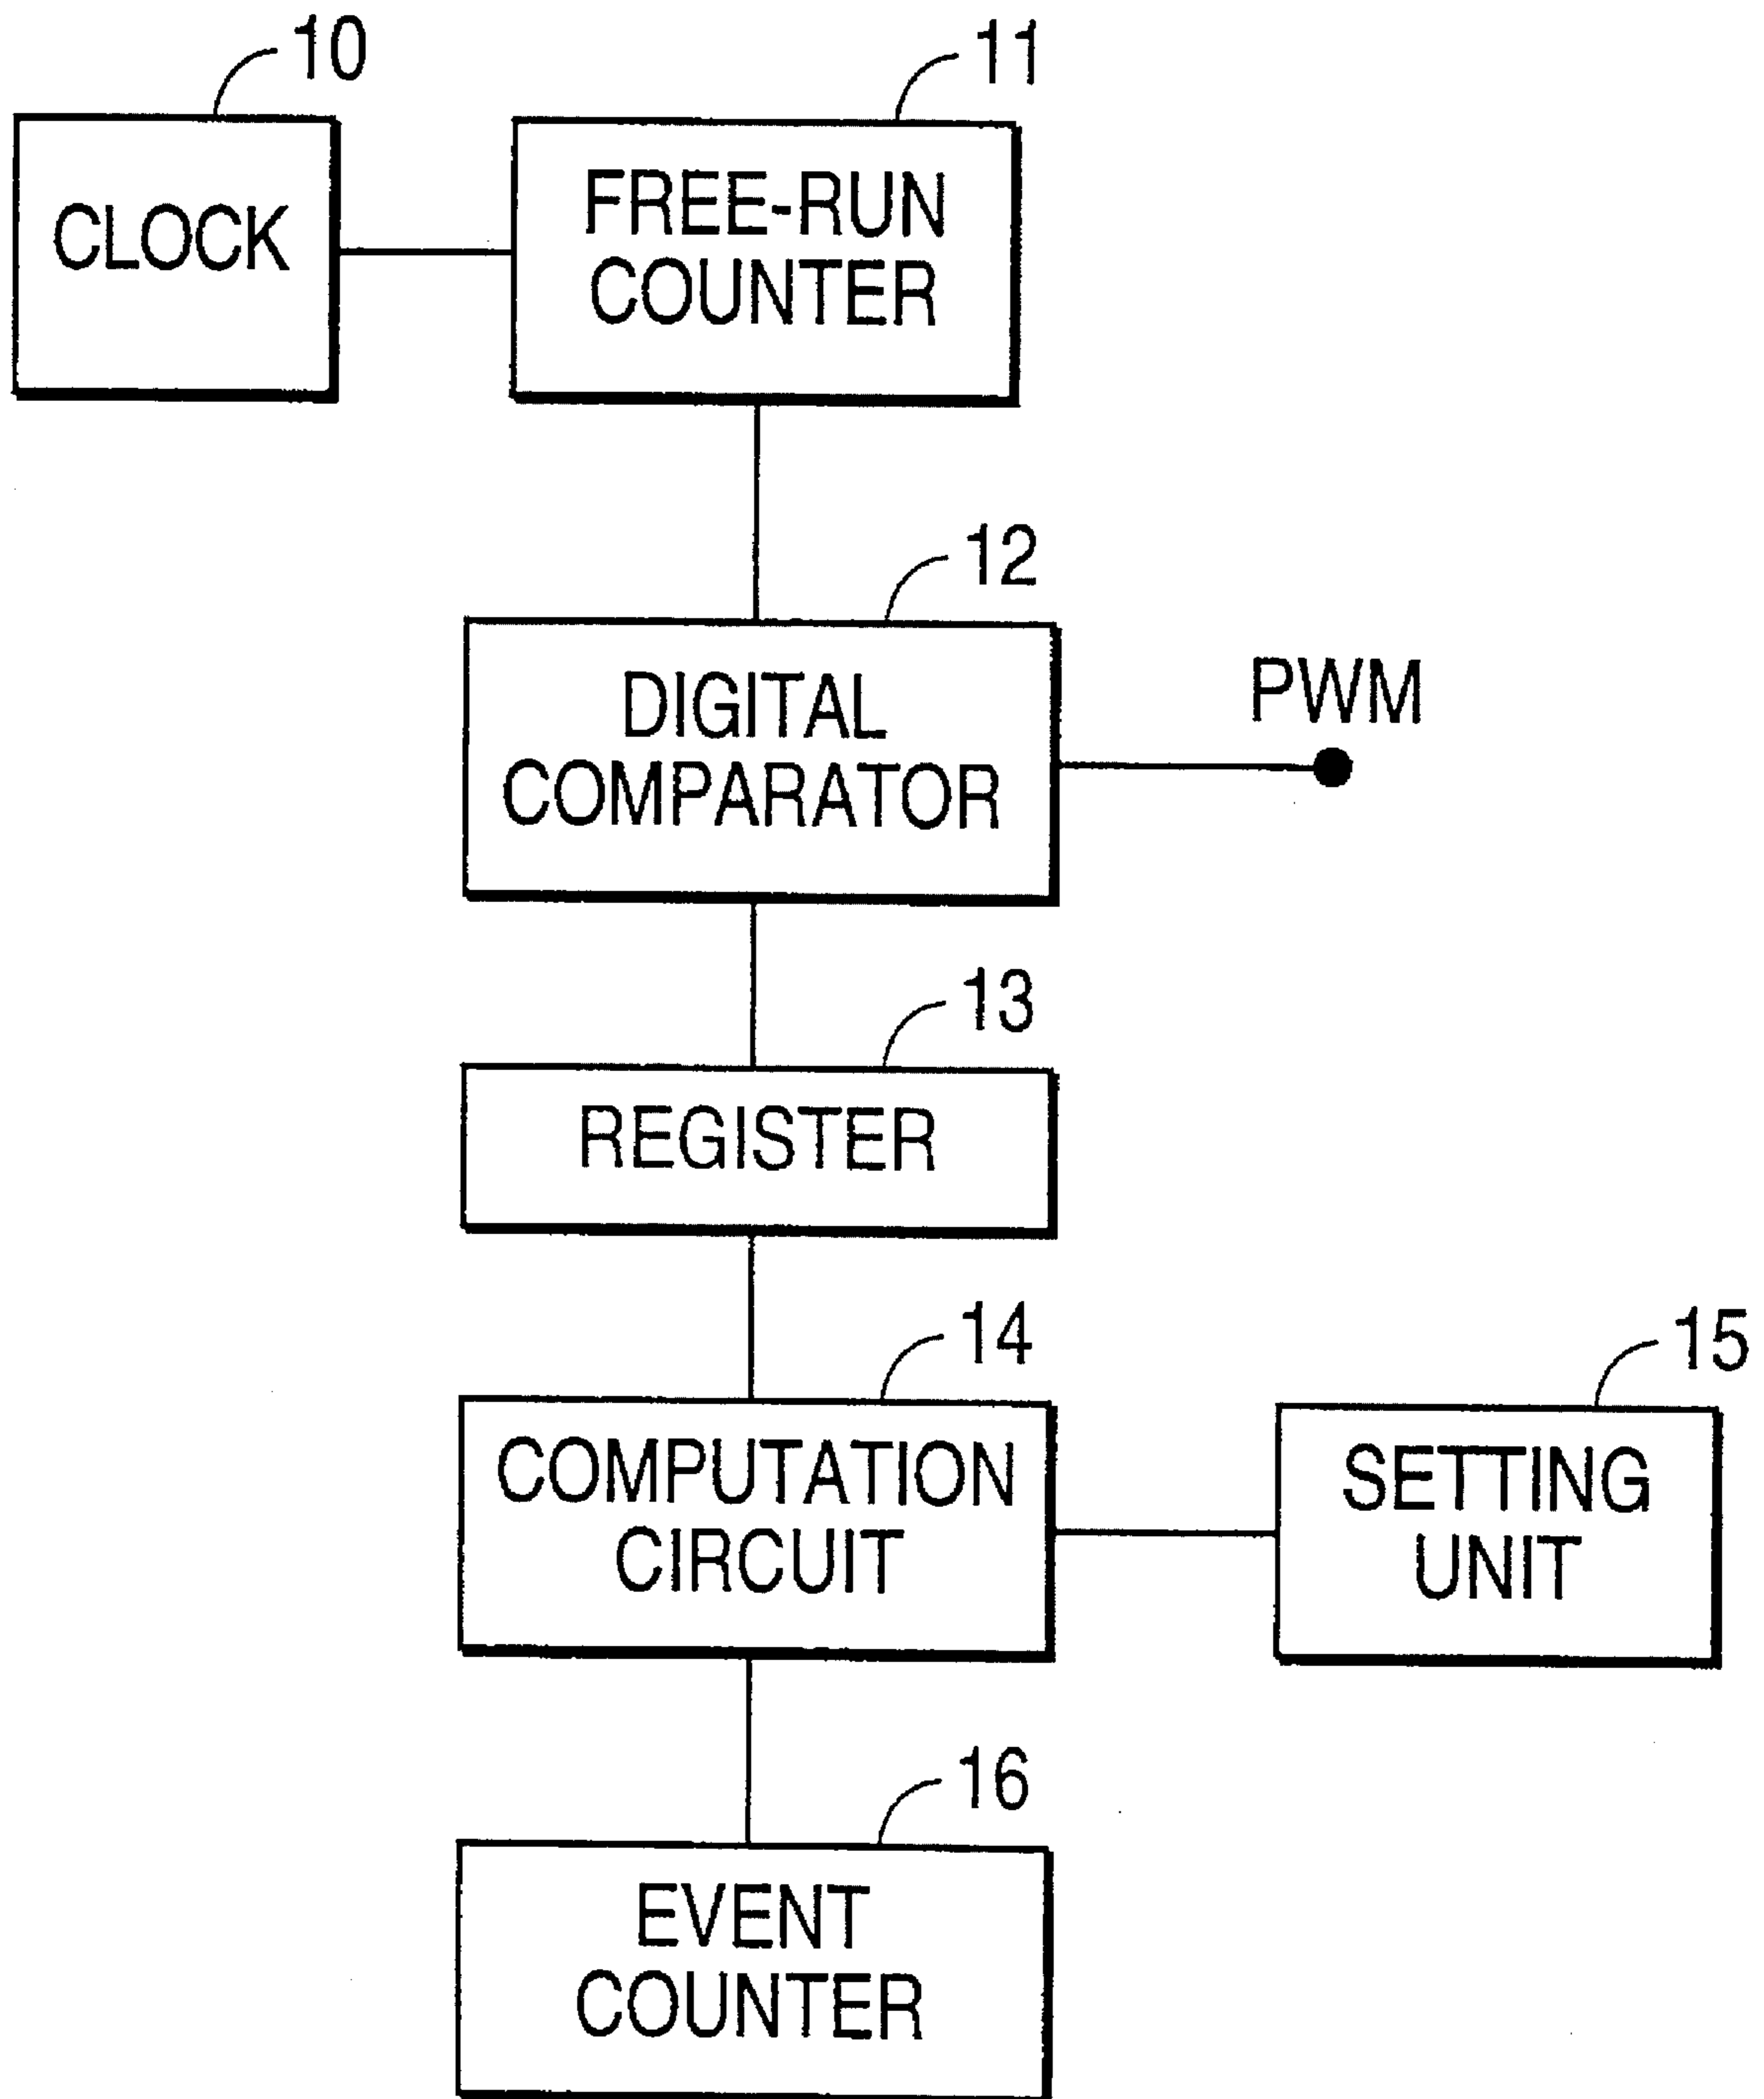 10
11
CLOCK
FREE-RUN
COUNTER
12
DIGITAL
COMPARATOR
PWM
13
REGISTER
14
15
COMPUTATION
CIRCUIT
SETTING
UNIT
16
EVENT
COUNTER